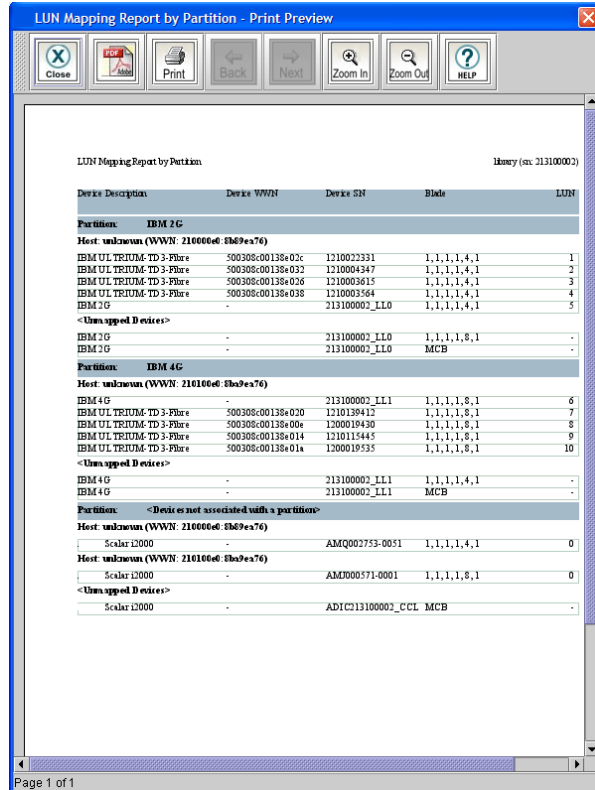 LUN Mapping Report by Partition - Print Preview
Close
PDF Adobe
Print
Back
Next
Zoom In
Zoom Out
? HELP
LUN Mapping Report by Partition library (sn: 213100002)
Device Description Device WWN Device SN Blade LUN
Partition: IBM 2G
Host: unknown (WWN: 210000e0:8b89ea76)
IBM ULTRIUM-TD3-Fibre 500308c00138e02c 1210022331 1,1,1,1,4,1 1
IBM ULTRIUM-TD3-Fibre 500308c00138e032 1210004347 1,1,1,1,4,1 2
IBM ULTRIUM-TD3-Fibre 500308c00138e026 1210003615 1,1,1,1,4,1 3
IBM ULTRIUM-TD3-Fibre 500308c00138e038 1210003564 1,1,1,1,4,1 4
IBM 2G - 213100002_LL0 1,1,1,1,4,1 5
<Unmapped Devices>
IBM 2G - 213100002_LL0 1,1,1,1,8,1 -
IBM 2G - 213100002_LL0 MCB -
Partition: IBM 4G
Host: unknown (WWN: 210100e0:8ba9ea76)
IBM 4G - 213100002_LL1 1,1,1,1,8,1 6
IBM ULTRIUM-TD3-Fibre 500308c00138e020 1210139412 1,1,1,1,8,1 7
IBM ULTRIUM-TD3-Fibre 500308c00138e00e 1200019430 1,1,1,1,8,1 8
IBM ULTRIUM-TD3-Fibre 500308c00138e014 1210115445 1,1,1,1,8,1 9
IBM ULTRIUM-TD3-Fibre 500308c00138e01a 1200019535 1,1,1,1,8,1 10
<Unmapped Devices>
IBM 4G - 213100002_LL1 1,1,1,1,4,1 -
IBM 4G - 213100002_LL1 MCB -
Partition: <Devices not associated with a partition>
Host: unknown (WWN: 210000e0:8b89ea76)
Scalar i2000 - AMQ002753-0051 1,1,1,1,4,1 0
Host: unknown (WWN: 210100e0:8ba9ea76)
Scalar i2000 - AMJ000571-0001 1,1,1,1,8,1 0
<Unmapped Devices>
Scalar i2000 - ADIC213100002_CCL MCB -
Page 1 of 1